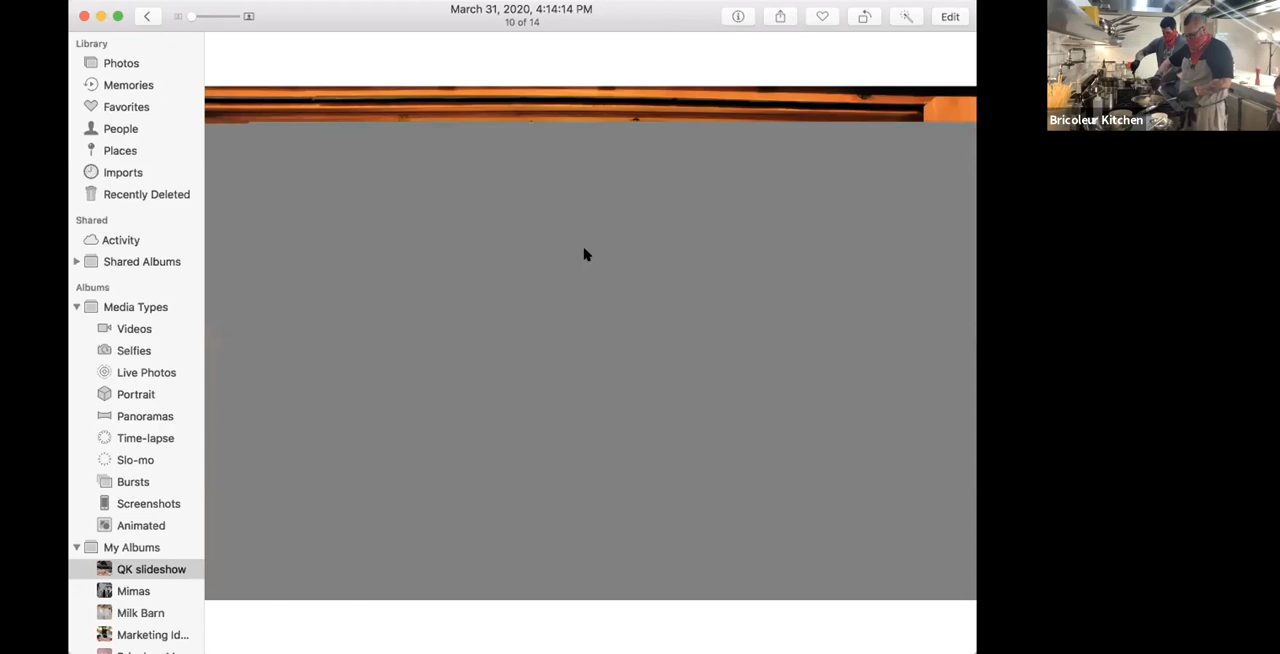 March 31, 2020, 4:14:14 PM
10 of 14
Edit
Library
Photos
Memories
Favorites
People
Places
Imports
Recently Deleted
Shared
Activity
Shared Albums
Albums
Media Types
Videos
Selfies
Live Photos
Portrait
Panoramas
Time-lapse
Slo-mo
Bursts
Screenshots
Animated
My Albums
QK slideshow
Mimas
Milk Barn
Marketing Id...
Bricoleur Kitchen